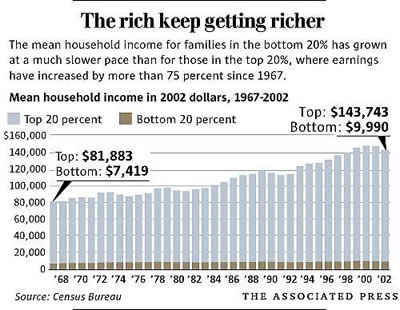 The rich keep getting richer
The mean household income for families in the bottom 20% has grown
at a much slower pace than for those in the top 20%, where earnings
have increased by more than 75 percent since 1967.
Mean household income in 2002 dollars, 1967-2002
Top 20 percent Bottom 20 percent
Top: $143,743
Bottom: $9,990
$160,000
140,000
120,000
100,000
80,000
60,000
40,000
20,000
0
Top: $81,883
Bottom: $7,419
'68 '70 '72 '74 '76 '78 '80 '82 '84 '86 '88 '90 '92 '94 '96 '98 '00 '02
Source: Census Bureau THE ASSOCIATED PRESS